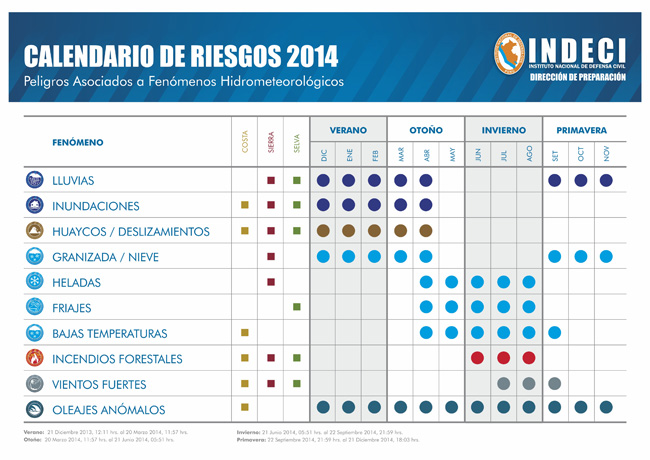 CALENDARIO DE RIESGOS 2014
Peligros Asociados a Fenómenos Hidrometeorológicos
INDECI
INSTITUTO NACIONAL DE DEFENSA CIVIL
DIRECCIÓN DE PREPARACIÓN
FENÓMENO COSTA SIERRA SELVA VERANO OTOÑO INVIERNO PRIMAVERA
DIC ENE FEB MAR ABR MAY JUN JUL AGO SET OCT NOV
LLUVIAS
INUNDACIONES
HUAYCOS / DESLIZAMIENTOS
GRANIZADA / NIEVE
HELADAS
FRIAJES
BAJAS TEMPERATURAS
INCENDIOS FORESTALES
VIENTOS FUERTES
OLEAJES ANÓMALOS
Verano: 21 Diciembre 2013, 12:11 hrs. al 20 Marzo 2014, 11:57 hrs.
Otoño: 20 Marzo 2014, 11:57 hrs. al 21 Junio 2014, 05:51 hrs.
Invierno: 21 Junio 2014, 05:51 hrs. al 22 Septiembre 2014, 21:59 hrs.
Primavera: 22 Septiembre 2014, 21:59 hrs. al 21 Diciembre 2014, 18:03 hrs.